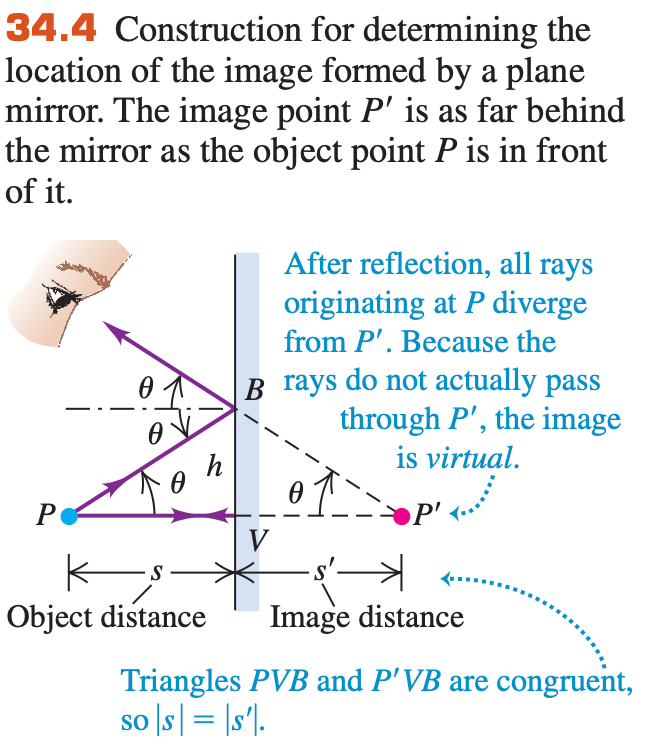 34.4 Construction for determining the
location of the image formed by a plane
mirror. The image point P′ is as far behind
the mirror as the object point P is in front
of it.
After reflection, all rays
originating at P diverge
from P′. Because the
rays do not actually pass
through P′, the image
is virtual.
θ
B
θ
h
θ
θ
P
P′
V
s
s′
Object distance
Image distance
Triangles PVB and P′VB are congruent,
so |s| = |s′|.